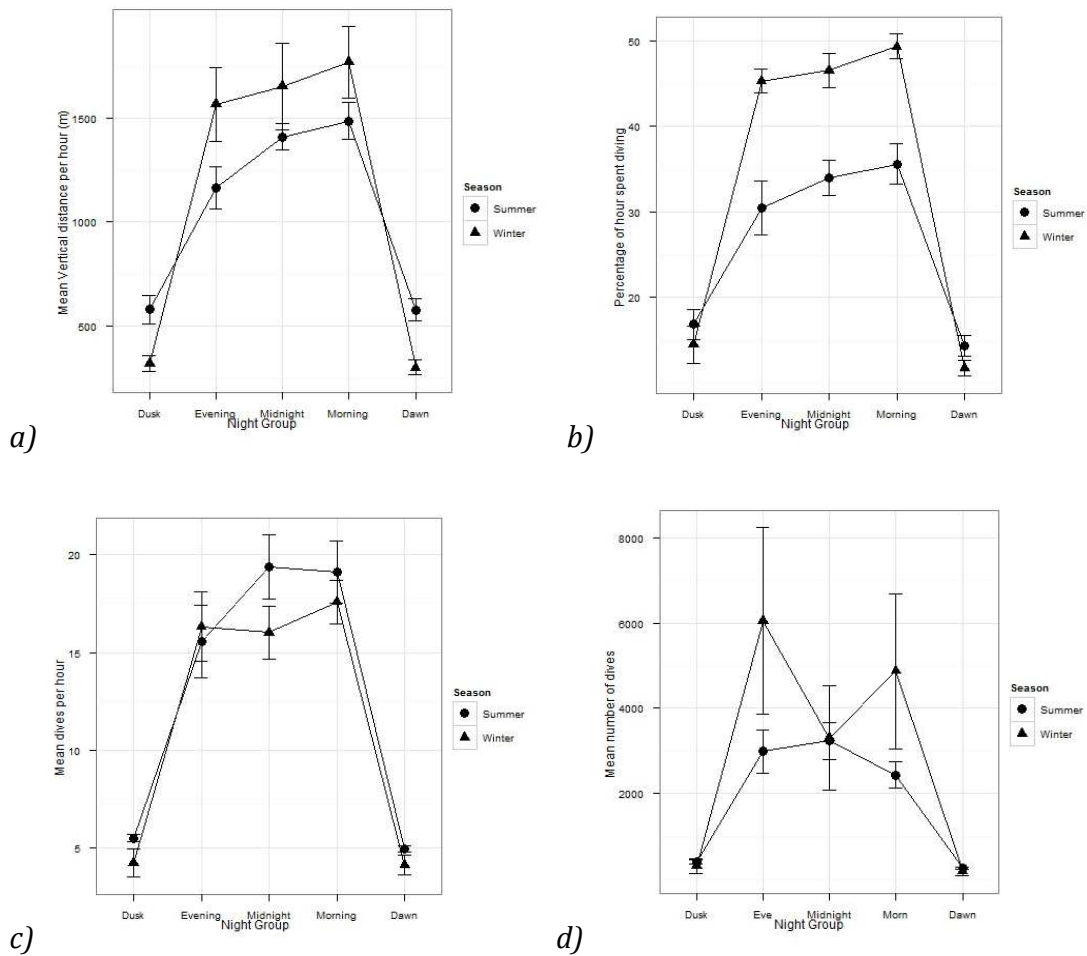 Mean Vertical distance per hour (m)
1500
1000
500
Dusk Evening Midnight Morning Dawn
Night Group
Season
Summer
Winter
a)
Percentage of hour spent diving
50
40
30
20
Dusk Evening Midnight Morning Dawn
Night Group
Season
Summer
Winter
b)
Mean dives per hour
20
15
10
5
Dusk Evening Midnight Morning Dawn
Night Group
Season
Summer
Winter
c)
Mean number of dives
8000
6000
4000
2000
Dusk Eve Midnight Morn Dawn
Night Group
Season
Summer
Winter
d)